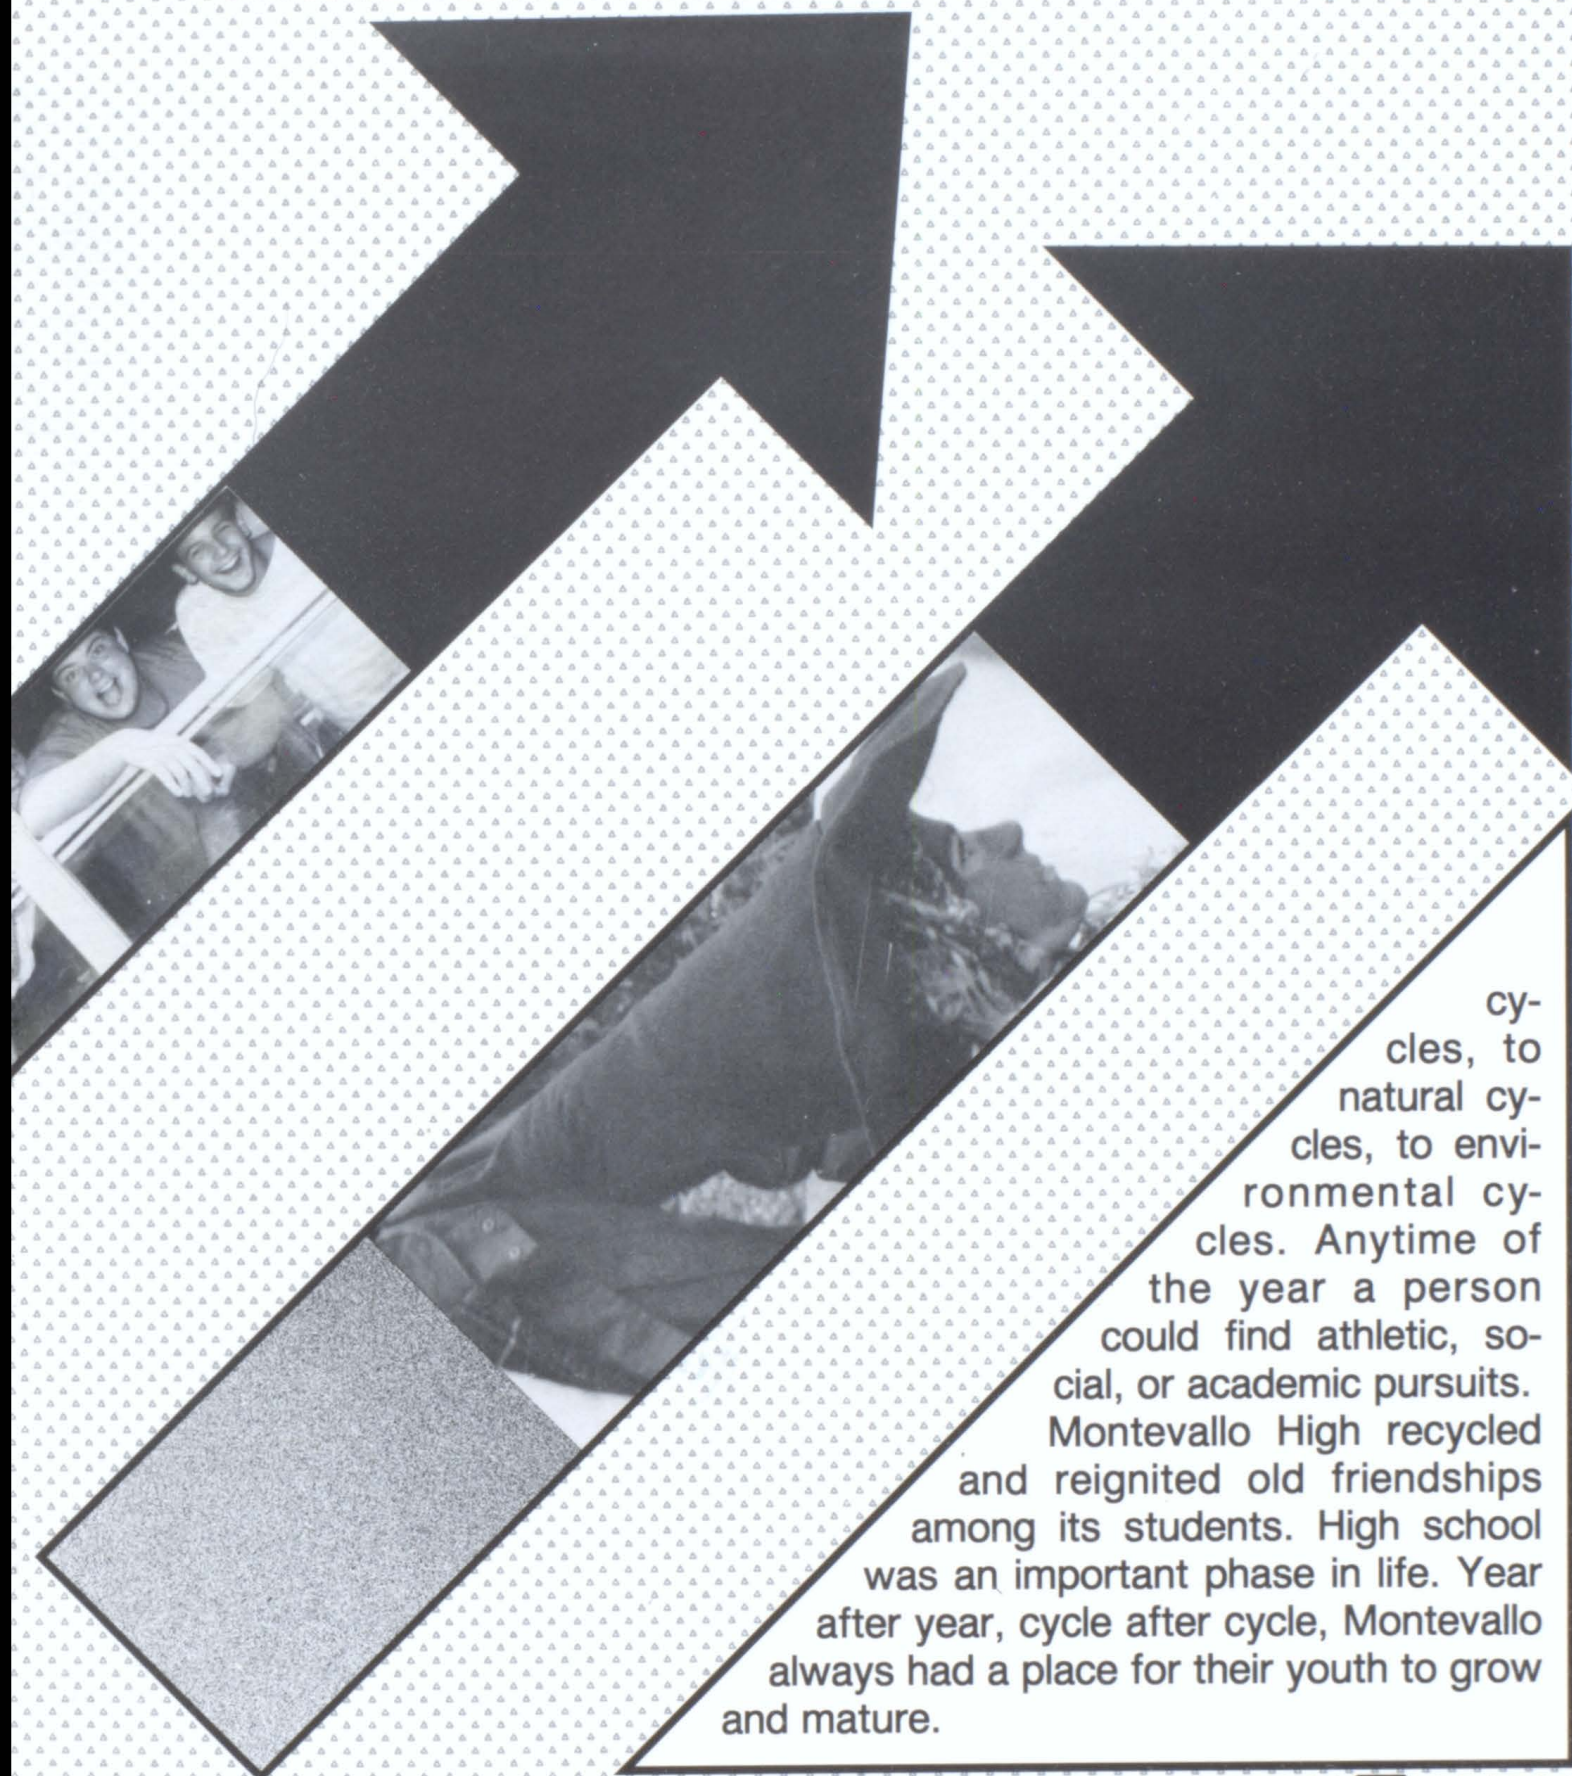 cy-
cles, to
natural cy-
cles, to envi-
ronmental cy-
cles. Anytime of
the year a person
could find athletic, so-
cial, or academic pursuits.
Montevallo High recycled
and reignited old friendships
among its students. High school
was an important phase in life. Year
after year, cycle after cycle, Montevallo
always had a place for their youth to grow
and mature.